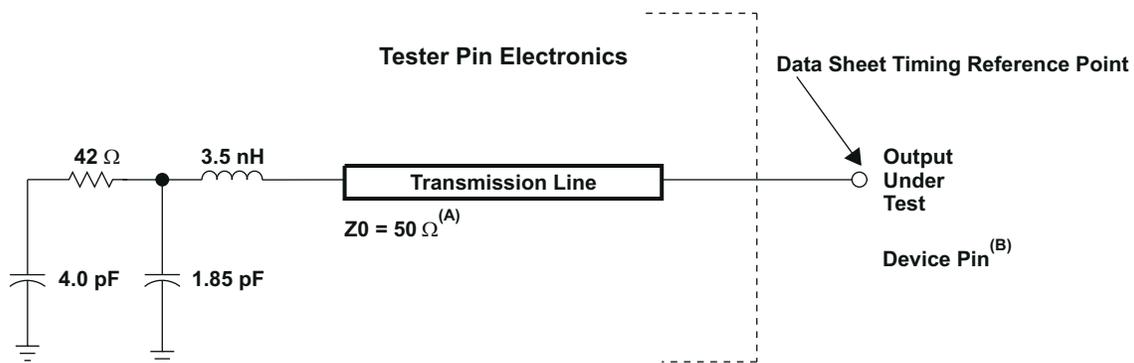 Tester Pin Electronics
Data Sheet Timing Reference Point
42 Ω
3.5 nH
Transmission Line
Output
Under
Test
Z0 = 50 Ω(A)
Device Pin(B)
4.0 pF
1.85 pF